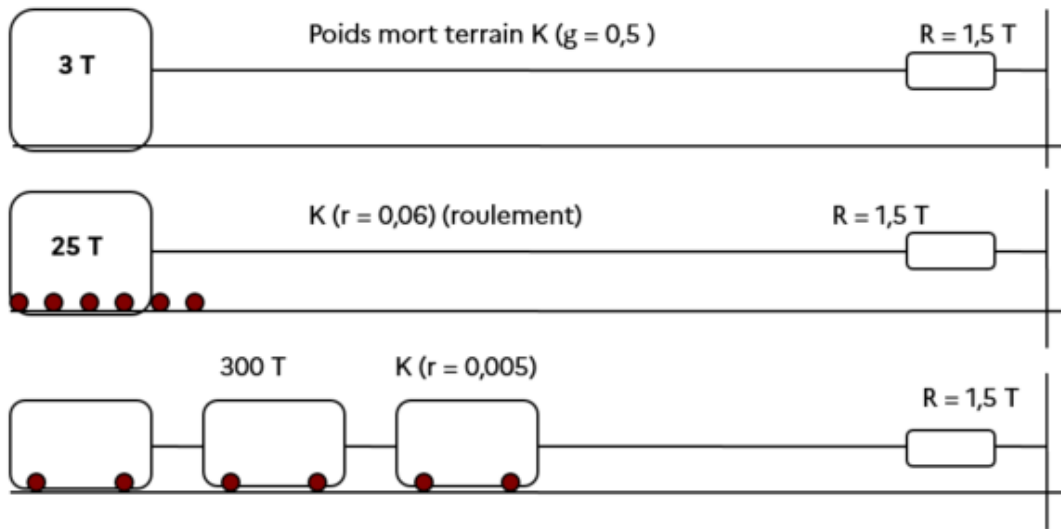 Poids mort terrain K (g = 0,5 )
R = 1,5 T
3 T
K (r = 0,06) (roulement)
R = 1,5 T
25 T
300 T
K (r = 0,005)
R = 1,5 T